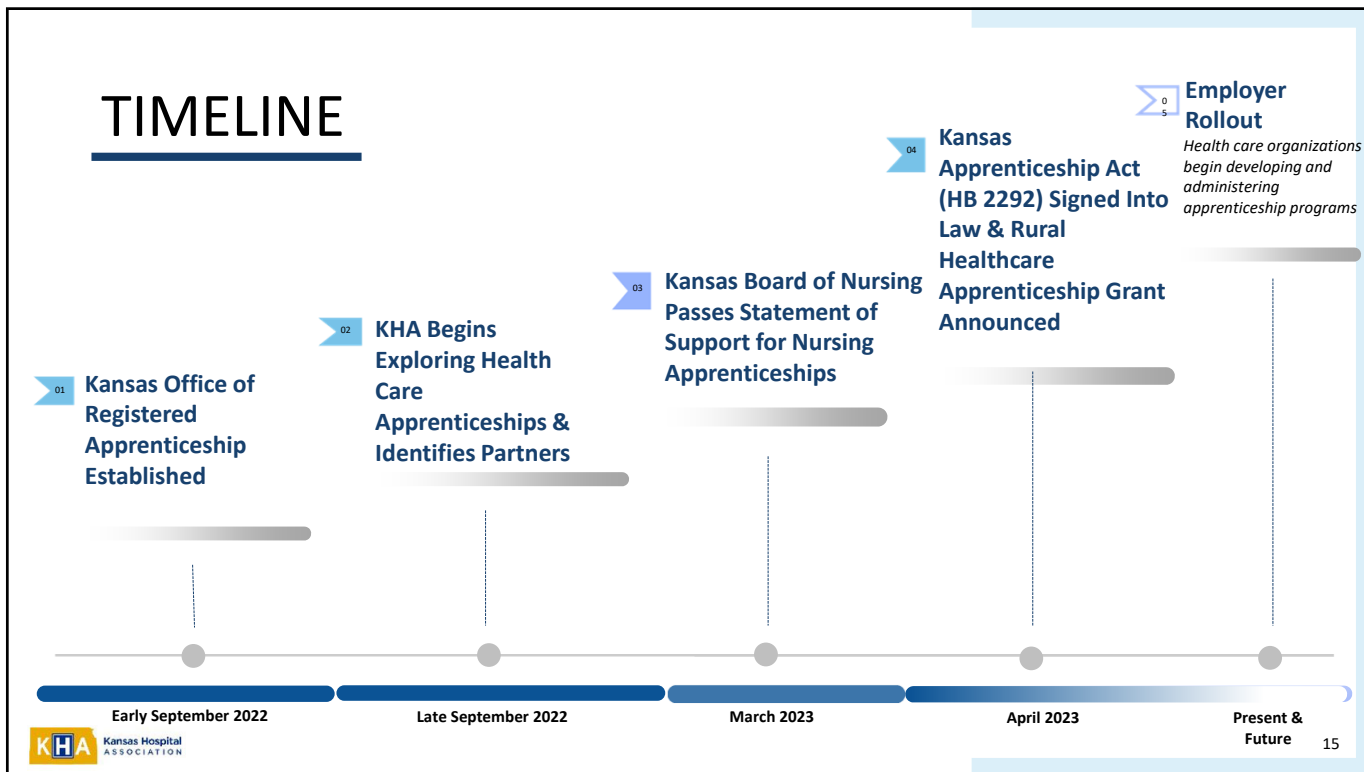 TIMELINE
01
Kansas Office of
Registered
Apprenticeship
Established
02
KHA Begins
Exploring Health
Care
Apprenticeships &
Identifies Partners
03
Kansas Board of Nursing
Passes Statement of
Support for Nursing
Apprenticeships
04
Kansas
Apprenticeship Act
(HB 2292) Signed Into
Law & Rural
Healthcare
Apprenticeship Grant
Announced
0
5
Employer
Rollout
Health care organizations
begin developing and
administering
apprenticeship programs
Early September 2022
Late September 2022
March 2023
April 2023
Present &
Future
KHA
Kansas Hospital
ASSOCIATION
15